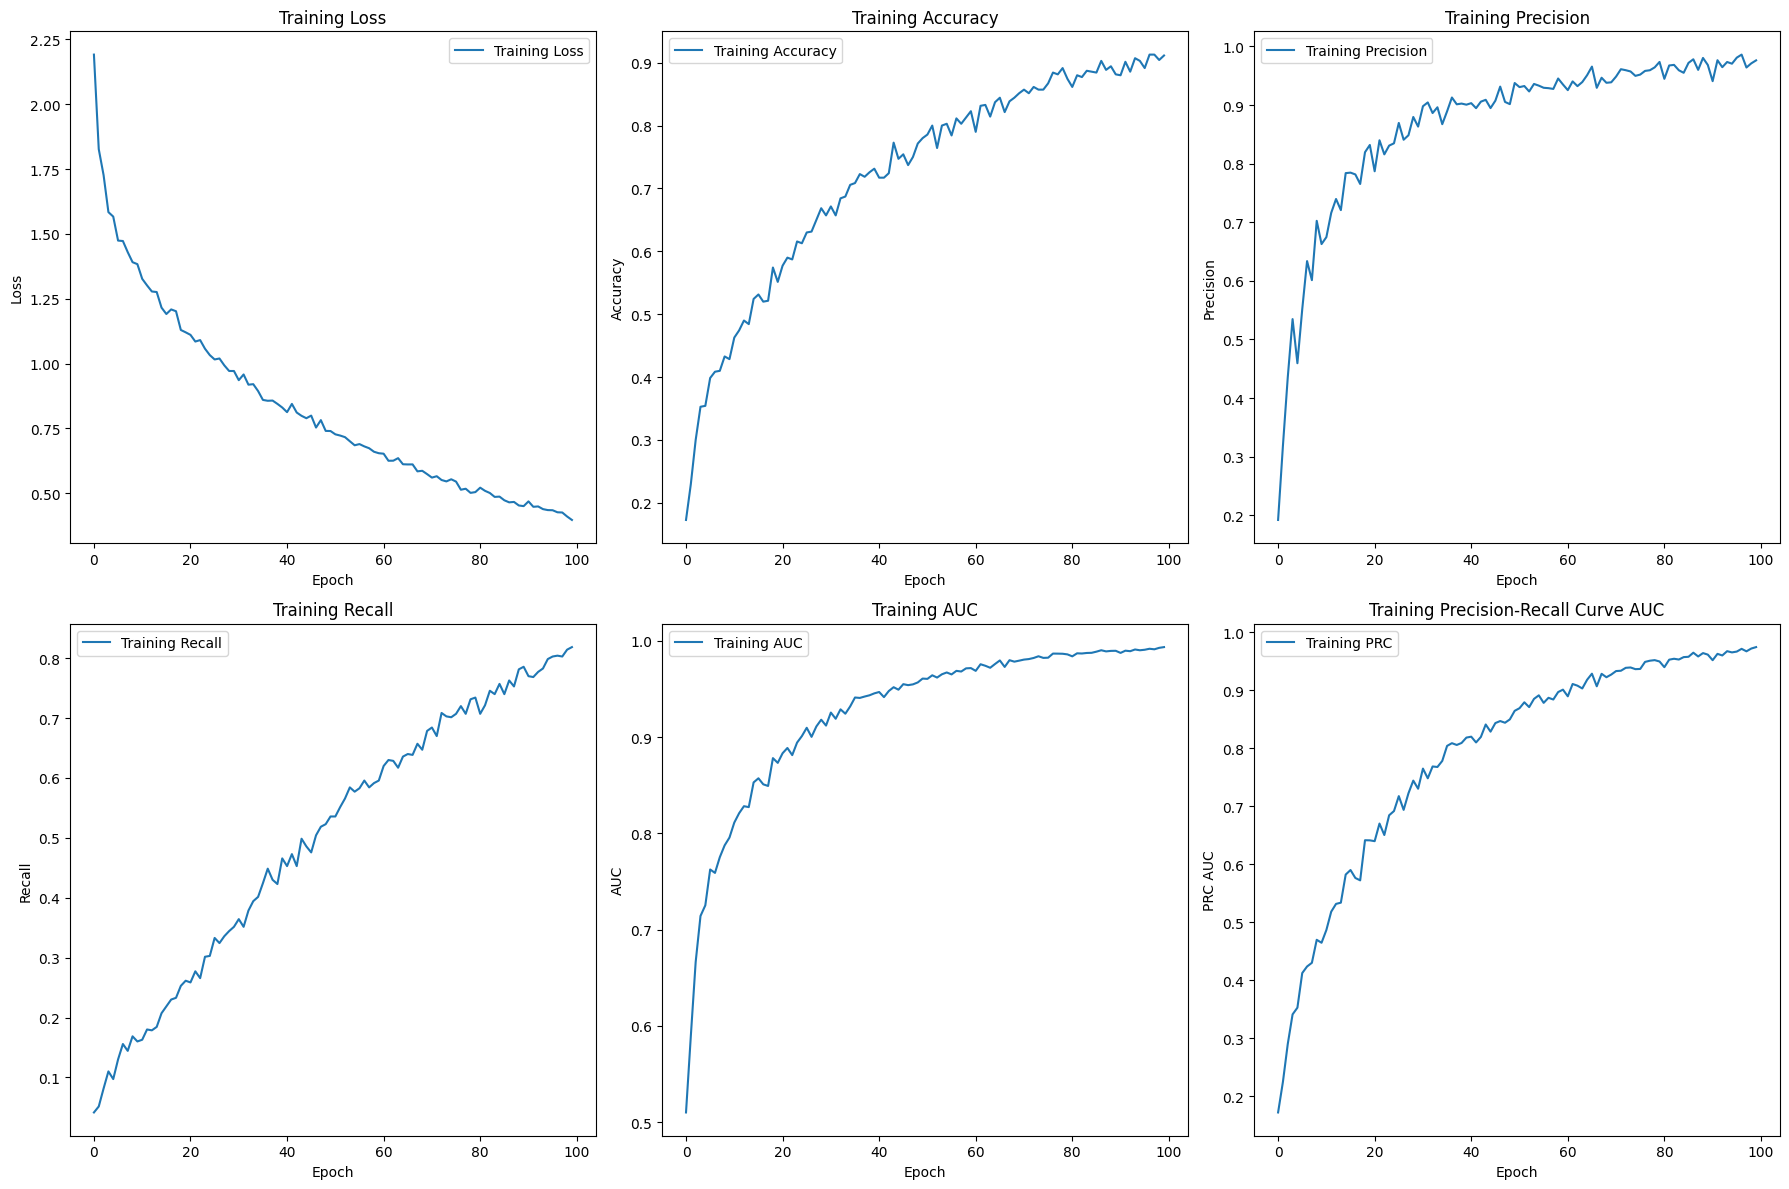 Training Loss
Training Loss
2.25
2.00
1.75
1.50
1.25
1.00
0.75
0.50
Loss
0 20 40 60 80 100
Epoch
Training Accuracy
Training Accuracy
0.9
0.8
0.7
0.6
0.5
0.4
0.3
0.2
Accuracy
0 20 40 60 80 100
Epoch
Training Precision
Training Precision
1.0
0.9
0.8
0.7
0.6
0.5
0.4
0.3
0.2
Precision
0 20 40 60 80 100
Epoch
Training Recall
Training Recall
0.8
0.7
0.6
0.5
0.4
0.3
0.2
0.1
Recall
0 20 40 60 80 100
Epoch
Training AUC
Training AUC
1.0
0.9
0.8
0.7
0.6
0.5
AUC
0 20 40 60 80 100
Epoch
Training Precision-Recall Curve AUC
Training PRC
1.0
0.9
0.8
0.7
0.6
0.5
0.4
0.3
0.2
PRC AUC
0 20 40 60 80 100
Epoch